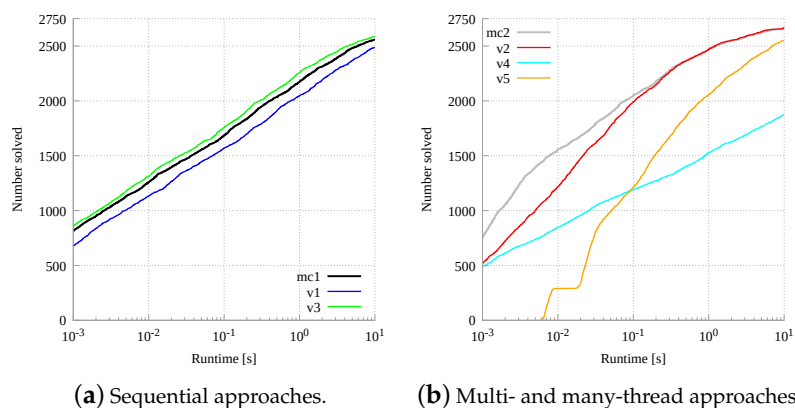 2750
2500
2000
1500
1000
500
0
Number solved
mc1
v1
v3
10-3 10-2 10-1 100 101
Runtime [s]
(a) Sequential approaches.
2750
2500
2000
1500
1000
500
0
Number solved
mc2
v2
v4
v5
10-3 10-2 10-1 100 101
Runtime [s]
(b) Multi- and many-thread approaches